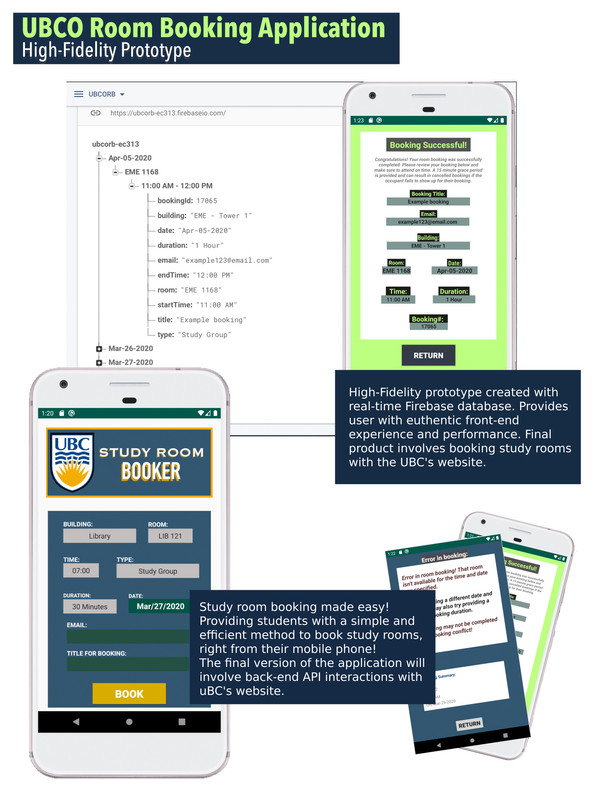 UBCO Room Booking Application
High-Fidelity Prototype
UBCORB
https://ubcorb-ec313.firebaseio.com/
ubcorb-ec313
Apr-05-2020
EME 1168
11:00 AM - 12:00 PM
bookingId: 17065
building: "EME - Tower 1"
date: "Apr-05-2020"
duration: "1 Hour"
email: "example123@email.com"
endTime: "12:00 PM"
room: "EME 1168"
startTime: "11:00 AM"
title: "Example booking"
type: "Study Group"
Mar-26-2020
Mar-27-2020
1:23
Booking Successful!
Congratulations! Your room booking was successfully
completed. Please review your booking below and
make sure to attend on time. A 15 minute grace period
is provided and can result in cancelled bookings if the
occupant fails to show up for their booking.
Booking Title:
Example booking
Email:
example123@email.com
Building:
EME - Tower 1
Room: Date:
EME 1168 Apr-05-2020
Time: Duration:
11:00 AM 1 Hour
Booking#:
17065
RETURN
High-Fidelity prototype created with
real-time Firebase database. Provides
user with euthentic front-end
experience and performance. Final
product involves booking study rooms
with the UBC's website.
1:20
UBC
STUDY ROOM
BOOKER
BUILDING: ROOM:
Library LIB 121
TIME: TYPE:
07:00 Study Group
DURATION: DATE:
30 Minutes Mar/27/2020
EMAIL:
TITLE FOR BOOKING:
BOOK
Study room booking made easy!
Providing students with a simple and
efficient method to book study rooms,
right from their mobile phone!
The final version of the application will
involve back-end API interactions with
uBC's website.
Error in booking:
Error in room booking! That room
isn't available for the time and date
specified.
a different date and
may also try providing a
booking duration.
may not be completed
booking conflict!
Summary:
RETURN
Successful!